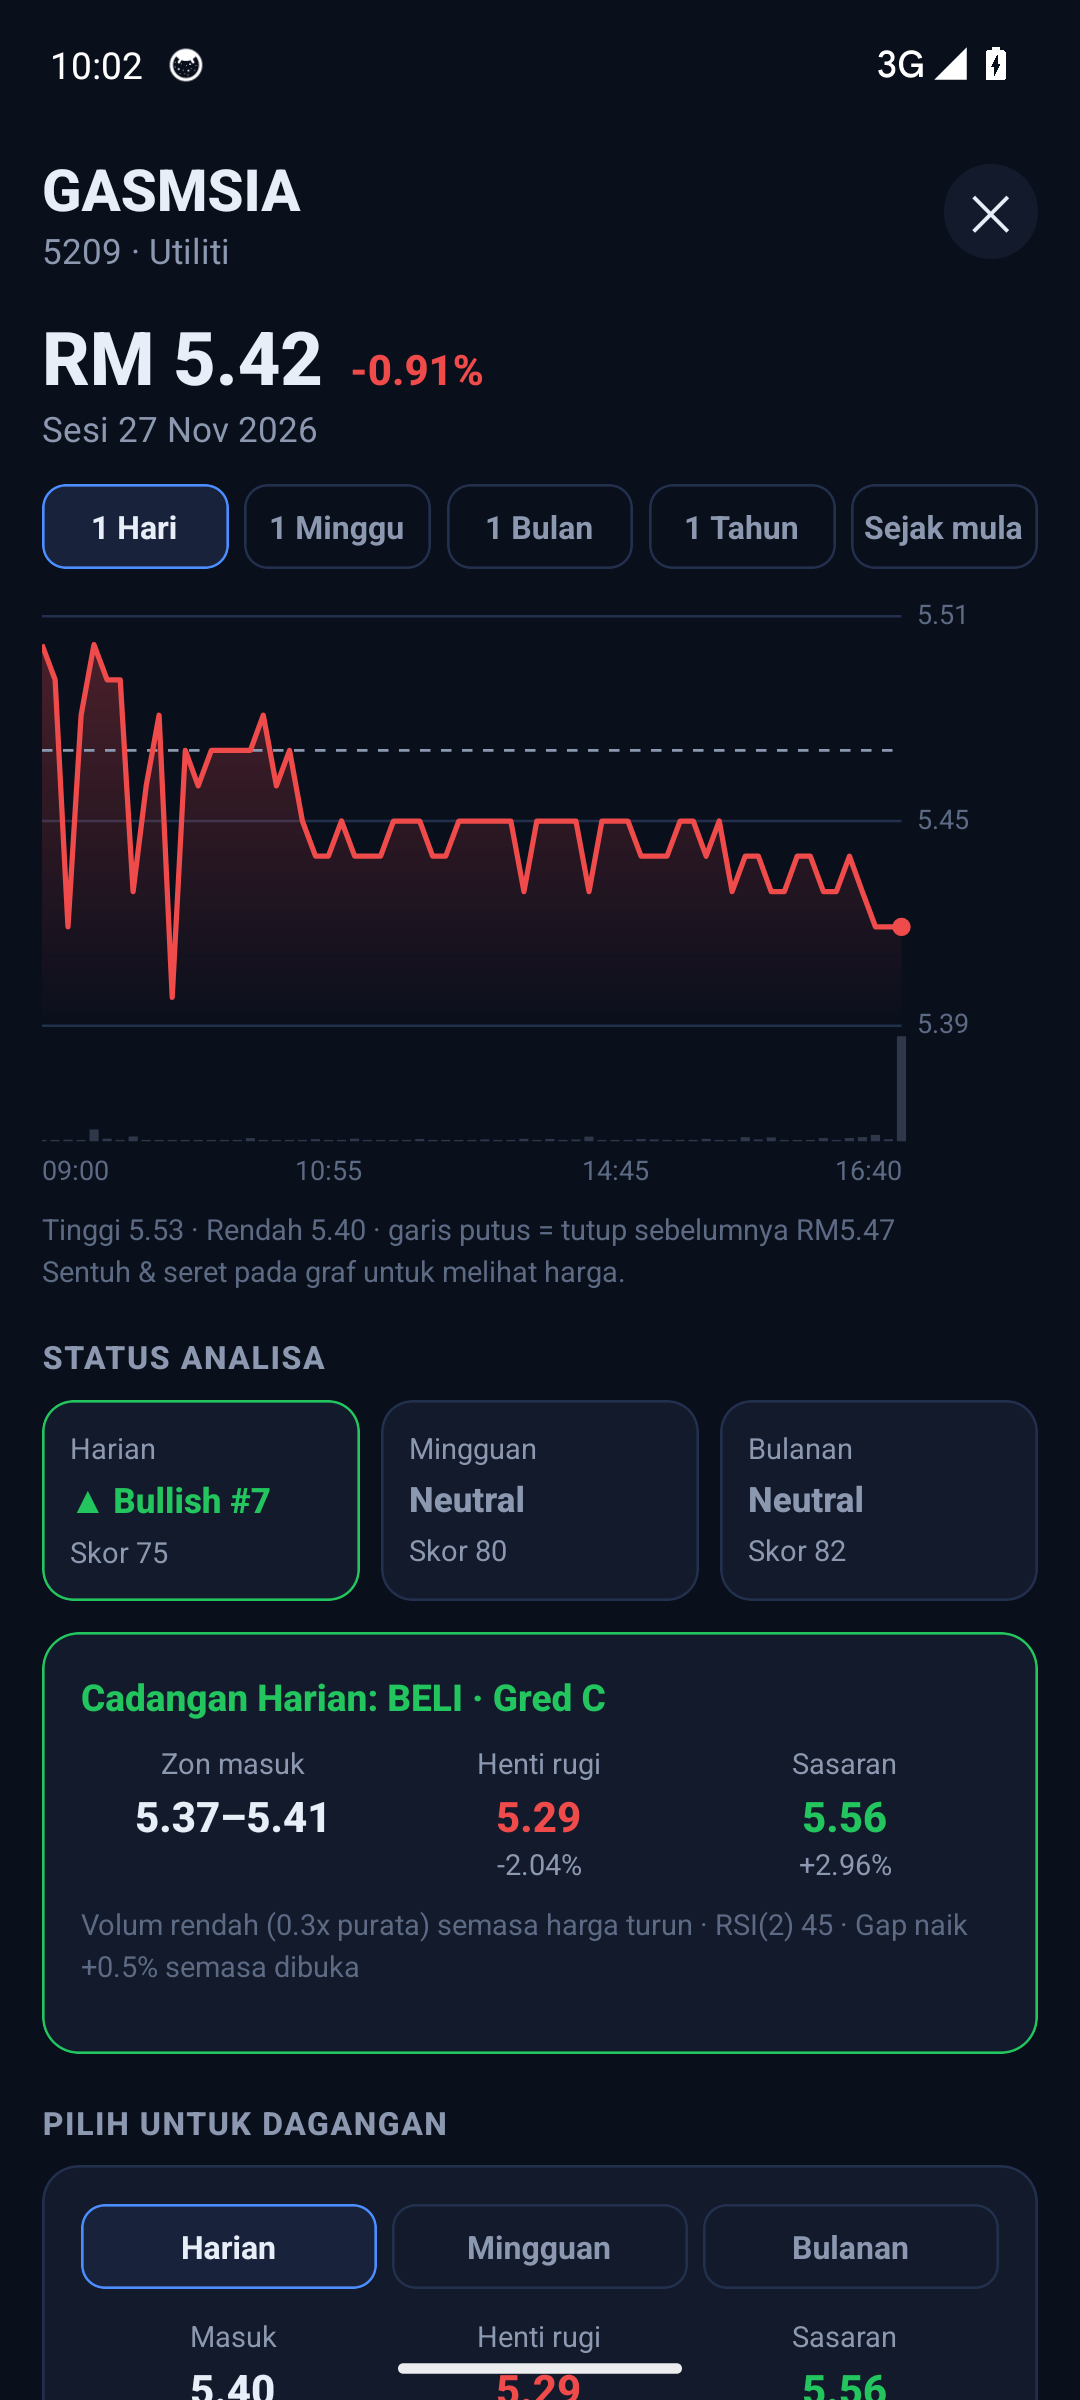 10:02
3G
GASMSIA
5209 · Utiliti
RM 5.42 -0.91%
Sesi 27 Nov 2026
1 Hari 1 Minggu 1 Bulan 1 Tahun Sejak mula
5.51
5.45
5.39
09:00 10:55 14:45 16:40
Tinggi 5.53 · Rendah 5.40 · garis putus = tutup sebelumnya RM5.47
Sentuh & seret pada graf untuk melihat harga.
STATUS ANALISA
Harian Mingguan Bulanan
▲ Bullish #7 Neutral Neutral
Skor 75 Skor 80 Skor 82
Cadangan Harian: BELI · Gred C
Zon masuk Henti rugi Sasaran
5.37–5.41 5.29 5.56
-2.04% +2.96%
Volum rendah (0.3x purata) semasa harga turun · RSI(2) 45 · Gap naik
+0.5% semasa dibuka
PILIH UNTUK DAGANGAN
Harian Mingguan Bulanan
Masuk Henti rugi Sasaran
5.40 5.29 5.56